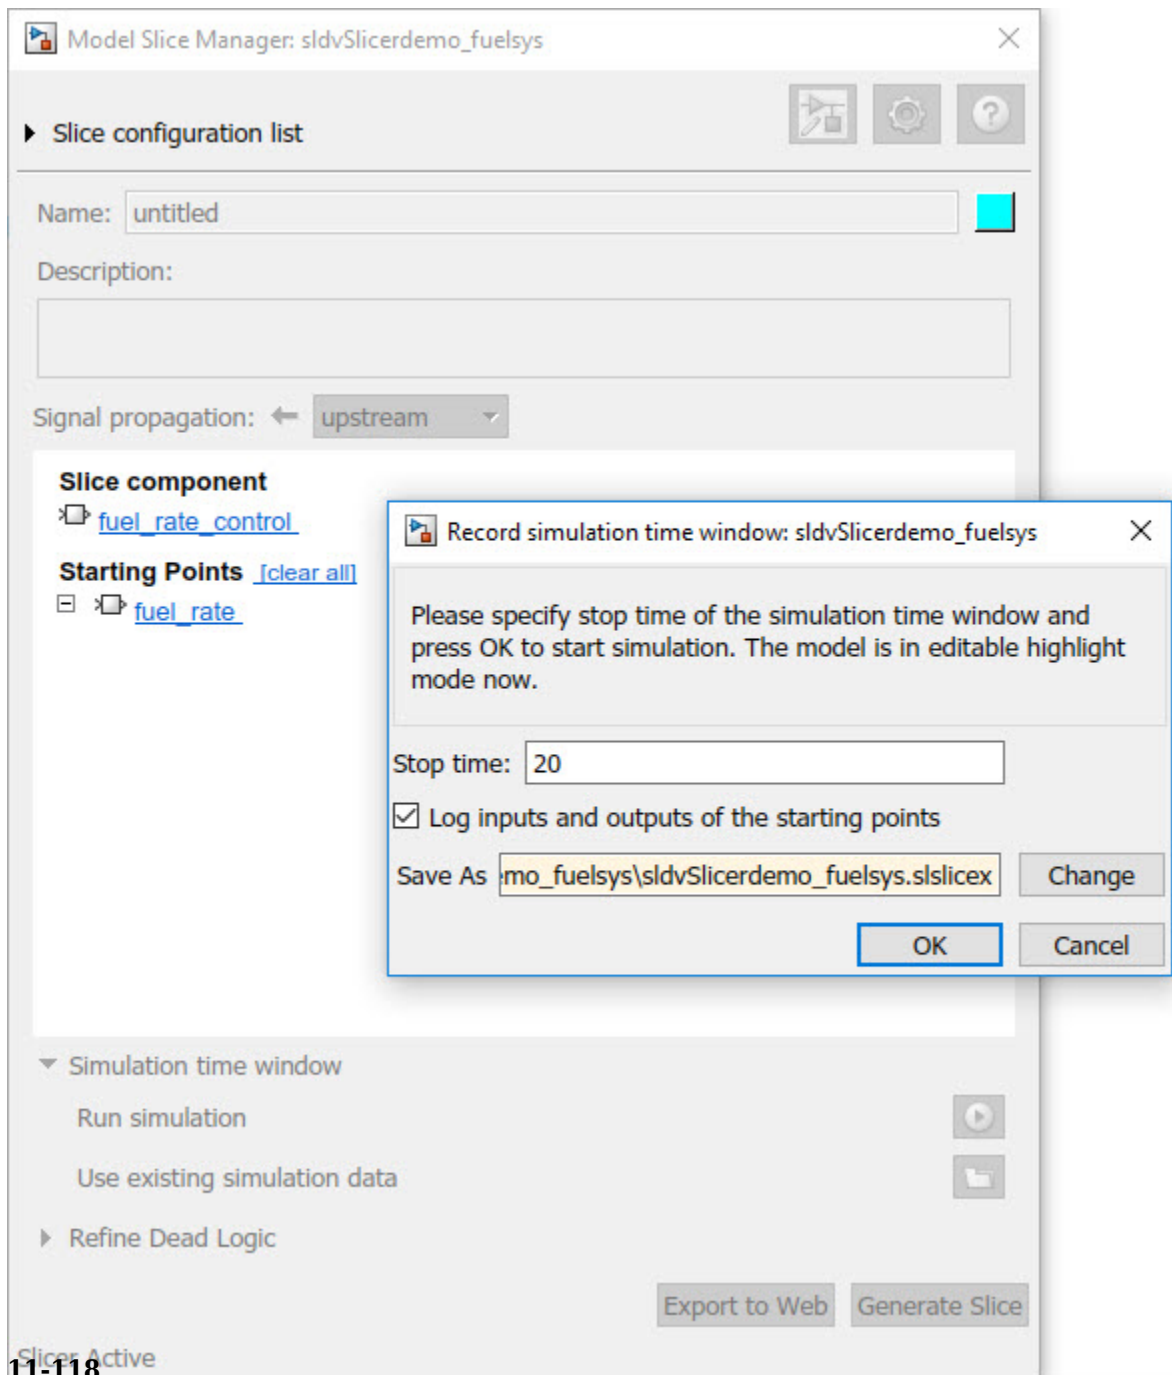 Model Slice Manager: sldvSlicerdemo_fuelsys
Slice configuration list
?
Name: untitled
Description:
Signal propagation: upstream
Slice component
fuel_rate_control
Starting Points [clear all]
fuel_rate
Record simulation time window: sldvSlicerdemo_fuelsys
Please specify stop time of the simulation time window and
press OK to start simulation. The model is in editable highlight
mode now.
Stop time: 20
Log inputs and outputs of the starting points
Save As mo_fuelsys\sldvSlicerdemo_fuelsys.slslicex Change
OK Cancel
Simulation time window
Run simulation
Use existing simulation data
Refine Dead Logic
Export to Web Generate Slice
Slicer Active
11-118